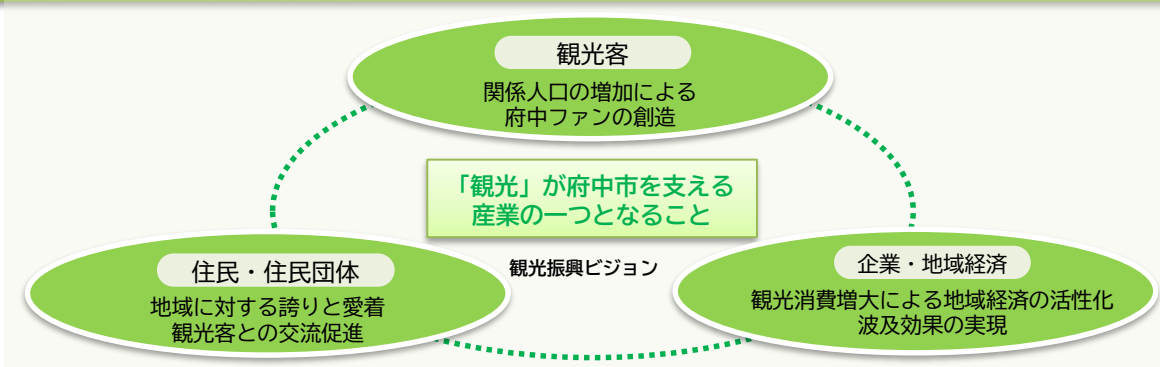 観光客
関係人口の増加による
府中ファンの創造
「観光」が府中市を支える
産業の一つとなること
観光振興ビジョン
住民・住民団体
地域に対する誇りと愛着
観光客との交流促進
企業・地域経済
観光消費増大による地域経済の活性化
波及効果の実現